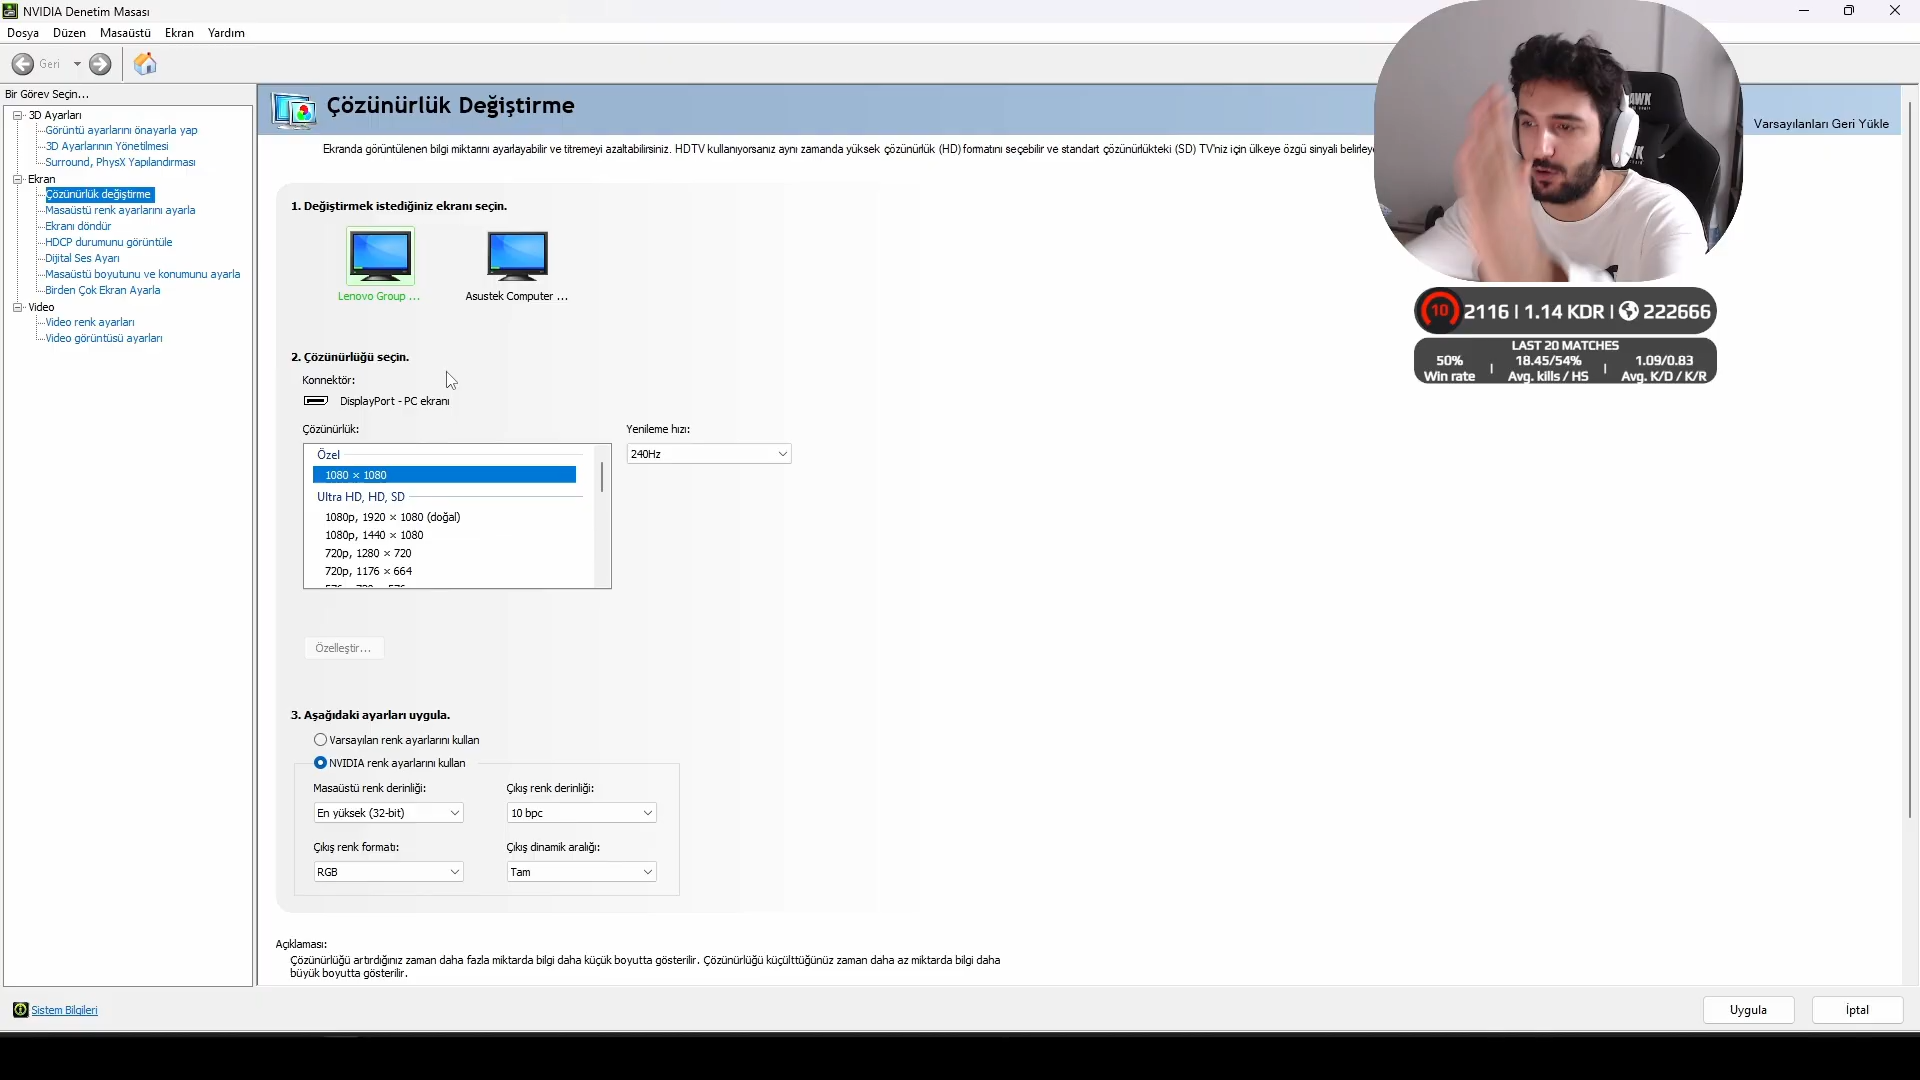 NVIDIA Denetim Masası
Dosya Düzen Masaüstü Ekran Yardım
Geri
Bir Görev Seçin...
3D Ayarları
Görüntü ayarlarını önayarla yap
3D Ayarlarının Yönetilmesi
Surround, PhysX Yapılandırması
Ekran
Çözünürlük değiştirme
Masaüstü renk ayarlarını ayarla
Ekranı döndür
HDCP durumunu görüntüle
Dijital Ses Ayarı
Masaüstü boyutunu ve konumunu ayarla
Birden Çok Ekran Ayarla
Video
Video renk ayarları
Video görüntüsü ayarları
Çözünürlük Değiştirme
Varsayılanları Geri Yükle
Ekranda görüntülenen bilgi miktarını ayarlayabilir ve titremeyi azaltabilirsiniz. HDTV kullanıyorsanız aynı zamanda yüksek çözünürlük (HD) formatını seçebilir ve standart çözünürlükteki (SD) TV'niz için ülkeye özgü sinyali
1. Değiştirmek istediğiniz ekranı seçin.
Lenovo Group ... Asustek Computer ...
2. Çözünürlüğü seçin.
Konnektör:
DisplayPort - PC ekranı
Çözünürlük:
Özel
1080 × 1080
Ultra HD, HD, SD
1080p, 1920 × 1080 (doğal)
1080p, 1440 × 1080
720p, 1280 × 720
720p, 1176 × 664
Yenileme hızı:
240Hz
Özelleştir...
3. Aşağıdaki ayarları uygula.
Varsayılan renk ayarlarını kullan
NVIDIA renk ayarlarını kullan
Masaüstü renk derinliği: Çıkış renk derinliği:
En yüksek (32-bit) 10 bpc
Çıkış renk formatı: Çıkış dinamik aralığı:
RGB Tam
Açıklaması:
Çözünürlüğü artırdığınız zaman daha fazla miktarda bilgi daha küçük boyutta gösterilir. Çözünürlüğü küçülttüğünüz zaman daha az miktarda bilgi daha
büyük boyutta gösterilir.
Sistem Bilgileri
Uygula İptal
10 2116 | 1.14 KDR | 222666
LAST 20 MATCHES
50% | 18.45/54% | 1.09/0.83
Win rate Avg. kills / HS Avg. K/D / K/R